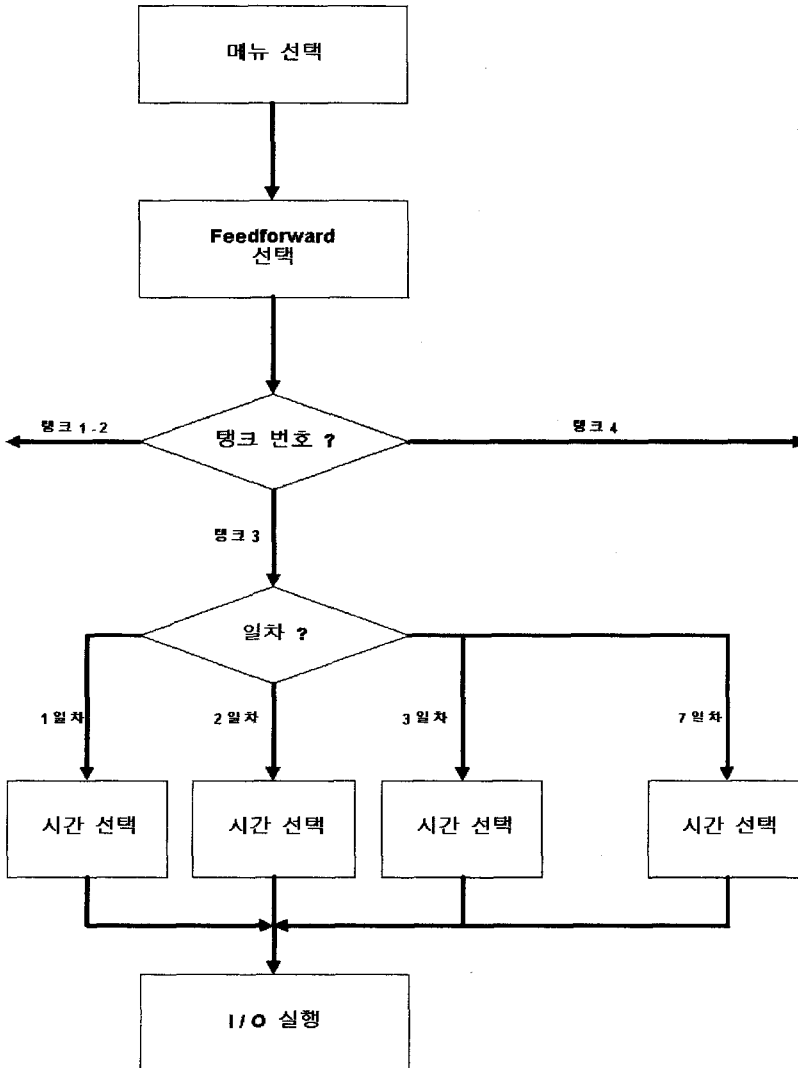 메뉴 선택
Feedforward
선택
탱크 1-2
탱크 번호 ?
탱크 4
탱크 3
일차 ?
1 일차
2 일차
3 일차
7 일차
시간 선택
시간 선택
시간 선택
시간 선택
I / O 실행